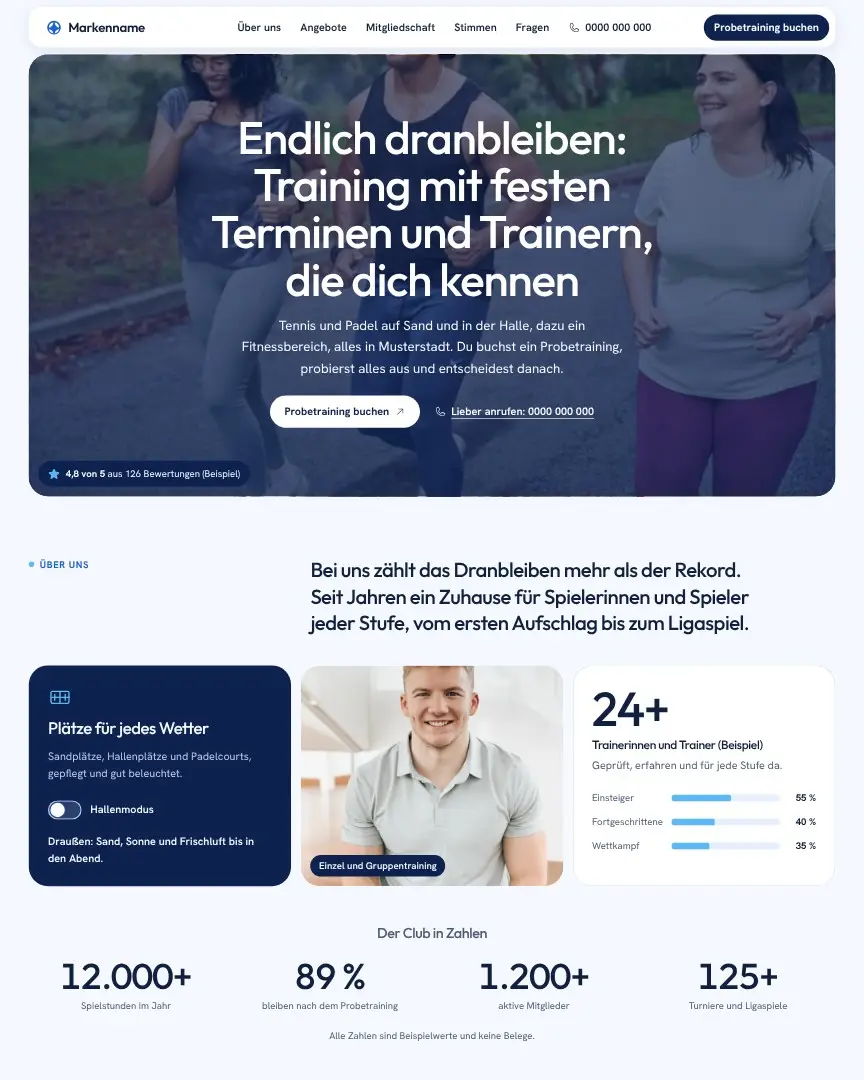 Markenname
Über uns Angebote Mitgliedschaft Stimmen Fragen 0000 000 000
Probetraining buchen
Endlich dranbleiben:
Training mit festen
Terminen und Trainern,
die dich kennen
Tennis und Padel auf Sand und in der Halle, dazu ein
Fitnessbereich, alles in Musterstadt. Du buchst ein Probetraining,
probierst alles aus und entscheidest danach.
Probetraining buchen
Lieber anrufen: 0000 000 000
4,8 von 5 aus 126 Bewertungen (Beispiel)
ÜBER UNS
Bei uns zählt das Dranbleiben mehr als der Rekord.
Seit Jahren ein Zuhause für Spielerinnen und Spieler
jeder Stufe, vom ersten Aufschlag bis zum Ligaspiel.
Plätze für jedes Wetter
Sandplätze, Hallenplätze und Padelcourts,
gepflegt und gut beleuchtet.
Hallenmodus
Draußen: Sand, Sonne und Frischluft bis in
den Abend.
Einzel und Gruppentraining
24+
Trainerinnen und Trainer (Beispiel)
Geprüft, erfahren und für jede Stufe da.
Einsteiger 55 %
Fortgeschrittene 40 %
Wettkampf 35 %
Der Club in Zahlen
12.000+
Spielstunden im Jahr
89 %
bleiben nach dem Probetraining
1.200+
aktive Mitglieder
125+
Turniere und Ligaspiele
Alle Zahlen sind Beispielwerte und keine Belege.